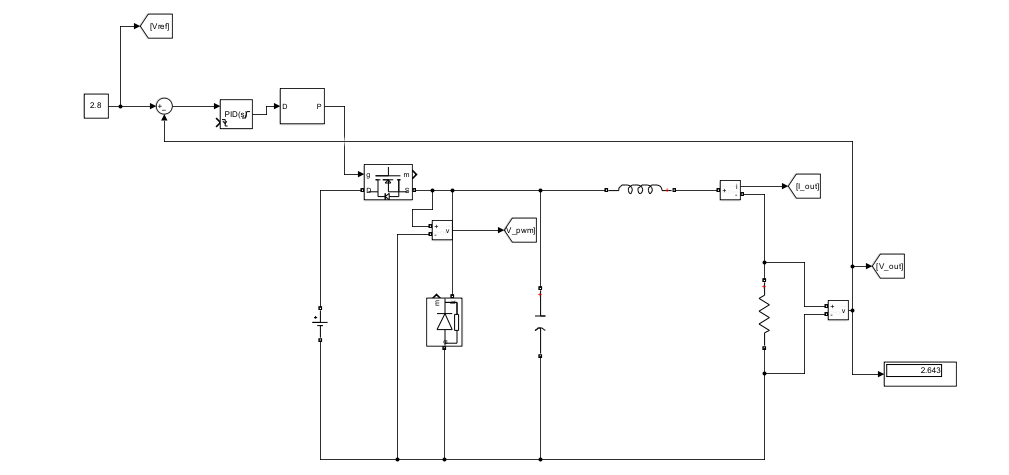 [Vref]
2.8
PID(s)
D
P
g
m
D
S
+
-
v
V_pwm]
i
+
-
[I_out]
[V_out]
m
a
+
+
-
v
2.643